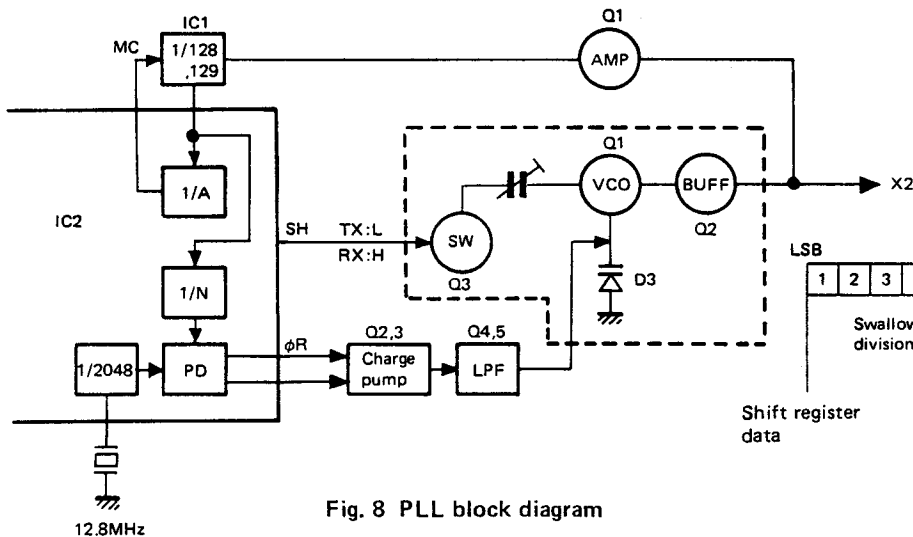 IC1
Q1
MC
1/128
,129
AMP
Q1
1/A
VCO
BUFF
X2
IC2
SH
TX:L
RX:H
SW
Q3
Q2
D3
LSB
1 2 3
1/N
Swallow
division
Q2,3
Q4,5
φR
1/2048
PD
Charge
pump
LPF
Shift register
data
12.8MHz
Fig. 8 PLL block diagram